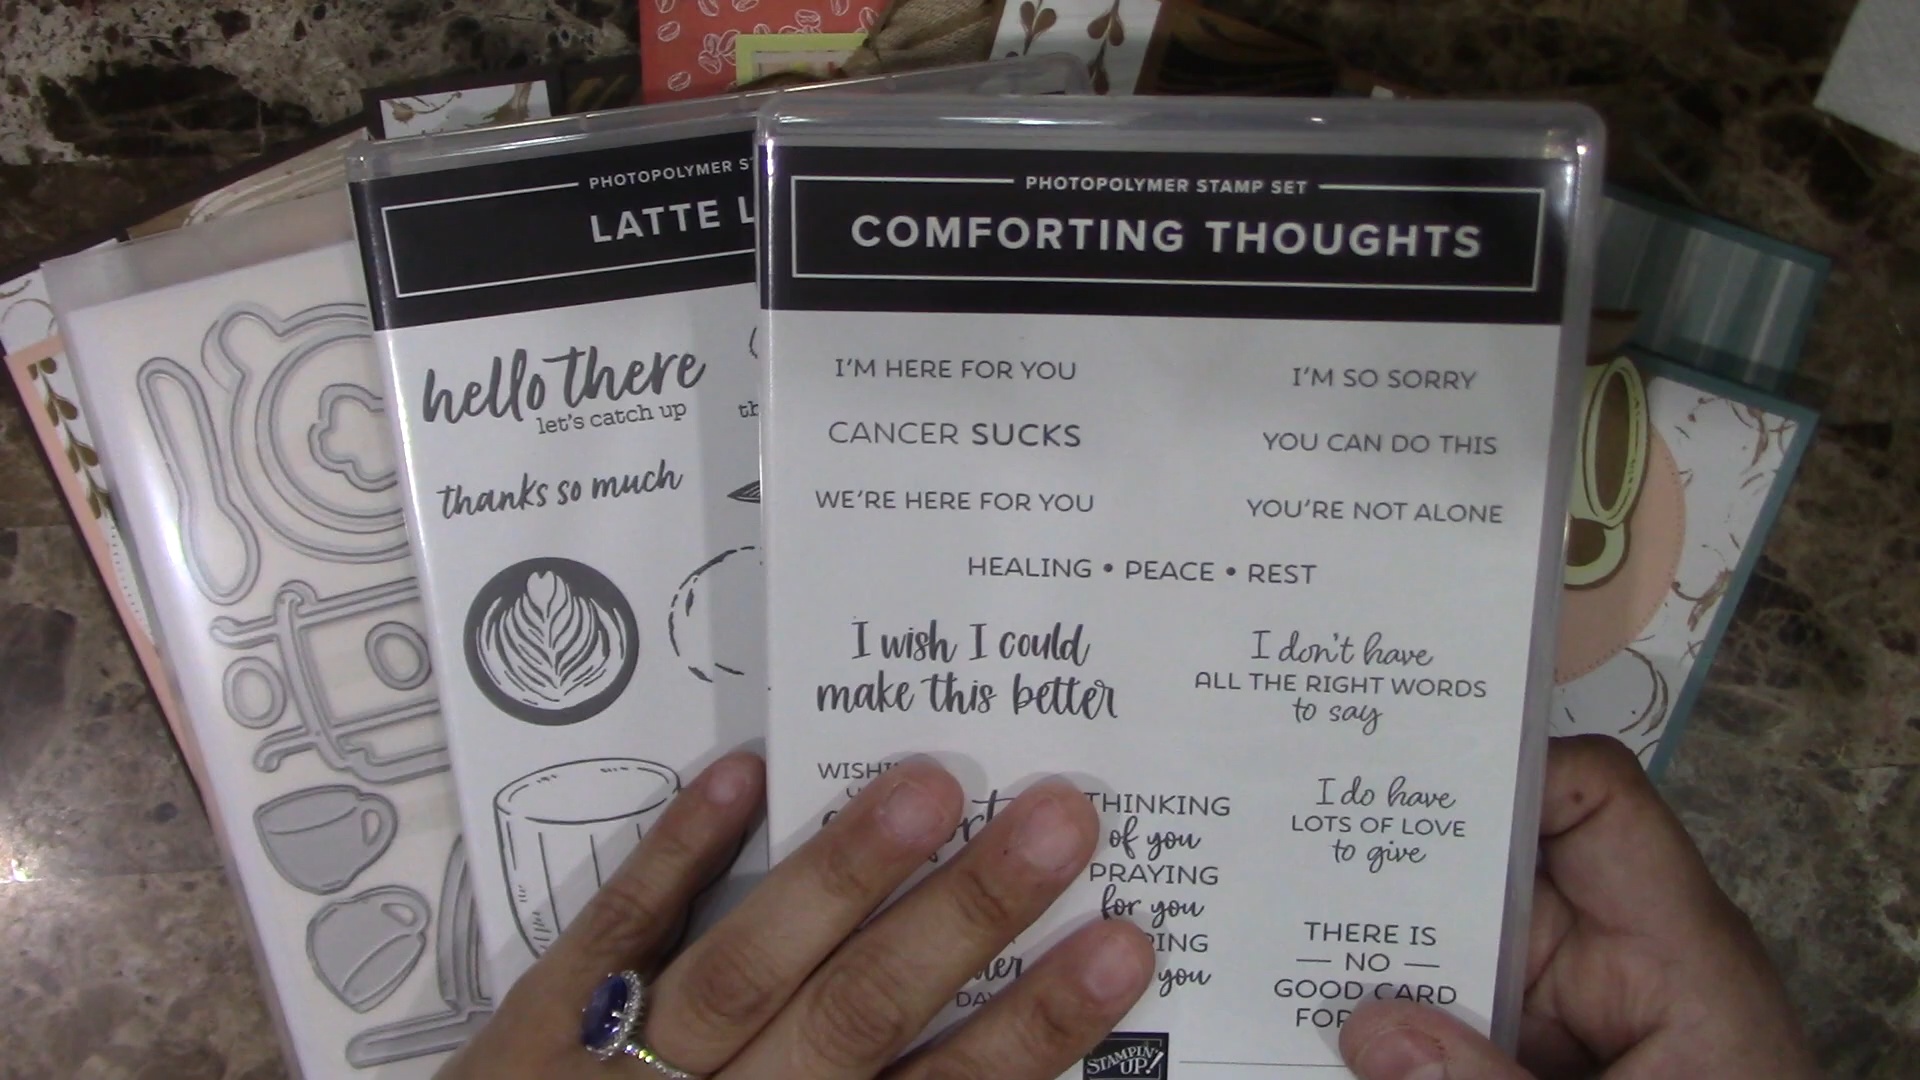 PHOTOPOLYMER
LATTE
hello there
let's catch up
thanks so much
PHOTOPOLYMER STAMP SET
COMFORTING THOUGHTS
I'M HERE FOR YOU
I'M SO SORRY
CANCER SUCKS
YOU CAN DO THIS
WE'RE HERE FOR YOU
YOU'RE NOT ALONE
HEALING • PEACE • REST
I wish I could
make this better
I don't have
ALL THE RIGHT WORDS
to say
THINKING
of you
PRAYING
for you
you
I do have
LOTS OF LOVE
to give
THERE IS
— NO —
GOOD CARD
FOR
STAMPIN'
UP!